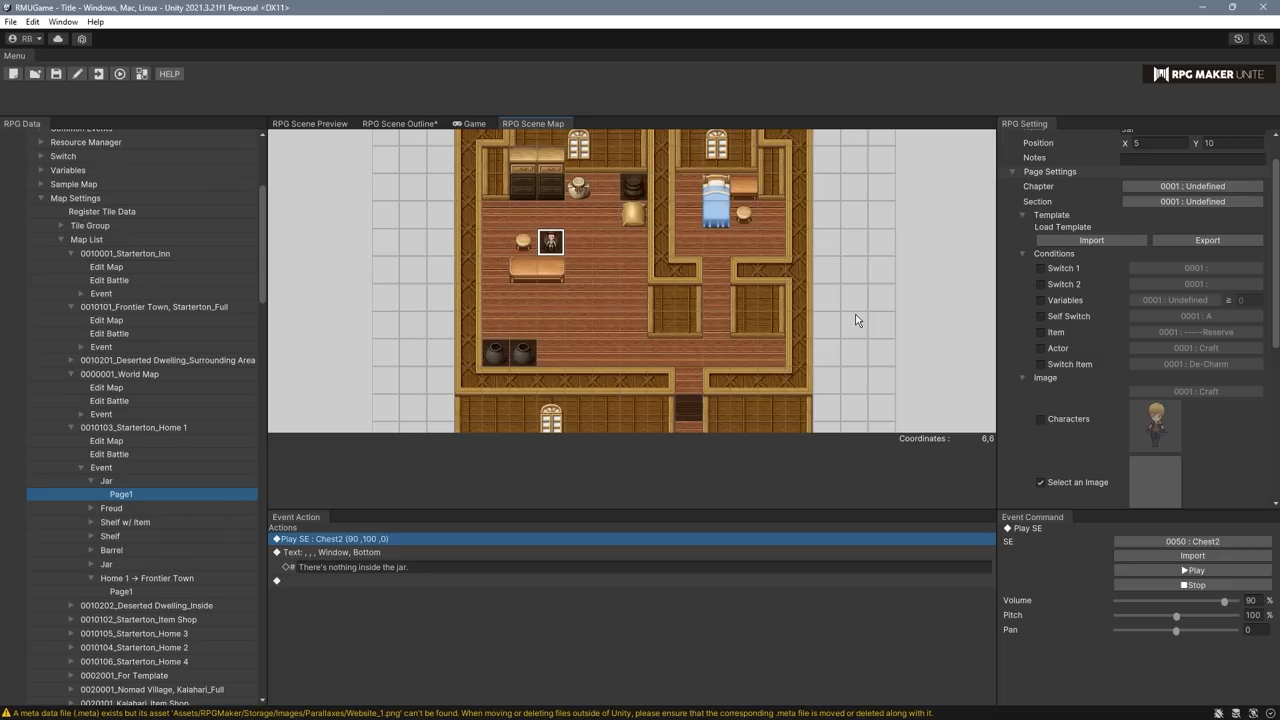 RMUGame - Title - Windows, Mac, Linux - Unity 2021.3.21f1 Personal <DX11>
File Edit Window Help
RB
Menu
HELP
RPG MAKER UNITE
RPG Data
Common Events
Resource Manager
Switch
Variables
Sample Map
Map Settings
Register Tile Data
Tile Group
Map List
0010001_Starterton_Inn
Edit Map
Edit Battle
Event
0010101_Frontier Town, Starterton_Full
Edit Map
Edit Battle
Event
0010201_Deserted Dwelling_Surrounding Area
0000001_World Map
Edit Map
Edit Battle
Event
0010103_Starterton_Home 1
Edit Map
Edit Battle
Event
Jar
Page1
Freud
Shelf w/ Item
Shelf
Barrel
Jar
Home 1 → Frontier Town
Page1
0010202_Deserted Dwelling_Inside
0010102_Starterton_Item Shop
0010105_Starterton_Home 3
0010104_Starterton_Home 2
0010106_Starterton_Home 4
0002001_For Template
0020001_Nomad Village, Kalahari_Full
0020101_Kalahari_Item Shop
RPG Scene Preview RPG Scene Outline* Game RPG Scene Map
Coordinates : 6,6
Event Action
Actions
◆Play SE : Chest2 (90 ,100 ,0)
◆ Text: , , , Window, Bottom
◇# There's nothing inside the jar.
◆
RPG Setting
Jar
Position X 5 Y 10
Notes
Page Settings
Chapter 0001 : Undefined
Section 0001 : Undefined
Template
Load Template
Import Export
Conditions
Switch 1 0001 :
Switch 2 0001 :
Variables 0001 : Undefined ≥ 0
Self Switch 0001 : A
Item 0001 : -----Reserve
Actor 0001 : Craft
Switch Item 0001 : De-Charm
Image
0001 : Craft
Characters
Select an Image
Event Command
◆ Play SE
SE 0050 : Chest2
Import
▶Play
■Stop
Volume 90 %
Pitch 100 %
Pan 0
A meta data file (.meta) exists but its asset 'Assets/RPGMaker/Storage/Images/Parallaxes/Website_1.png' can't be found. When moving or deleting files outside of Unity, please ensure that the corresponding .meta file is moved or deleted along with it.